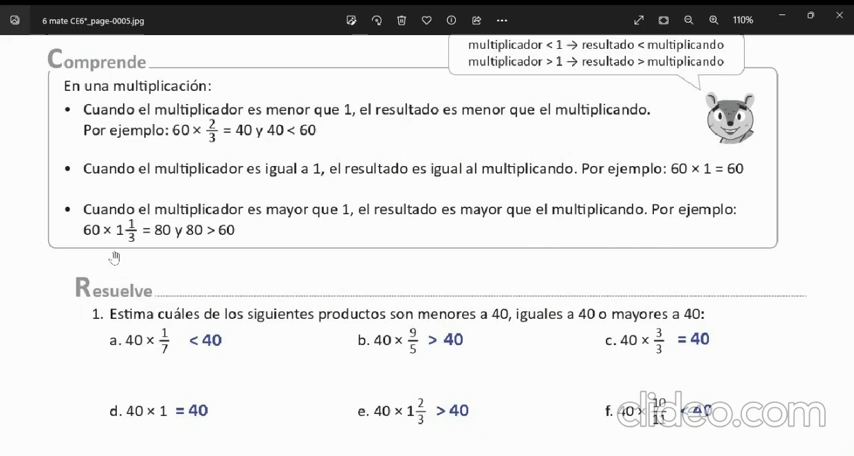 6 mate CE6°_page-0005.jpg
110%
Comprende
multiplicador < 1 → resultado < multiplicando
multiplicador > 1 → resultado > multiplicando
En una multiplicación:
• Cuando el multiplicador es menor que 1, el resultado es menor que el multiplicando.
Por ejemplo: 60 × 2/3 = 40 y 40 < 60
• Cuando el multiplicador es igual a 1, el resultado es igual al multiplicando. Por ejemplo: 60 × 1 = 60
• Cuando el multiplicador es mayor que 1, el resultado es mayor que el multiplicando. Por ejemplo:
60 × 1 1/3 = 80 y 80 > 60
Resuelve
1. Estima cuáles de los siguientes productos son menores a 40, iguales a 40 o mayores a 40:
a. 40 × 1/7 < 40
b. 40 × 9/5 > 40
c. 40 × 3/3 = 40
d. 40 × 1 = 40
e. 40 × 1 2/3 > 40
f. 40 × 10/11 < 40
clideo.com